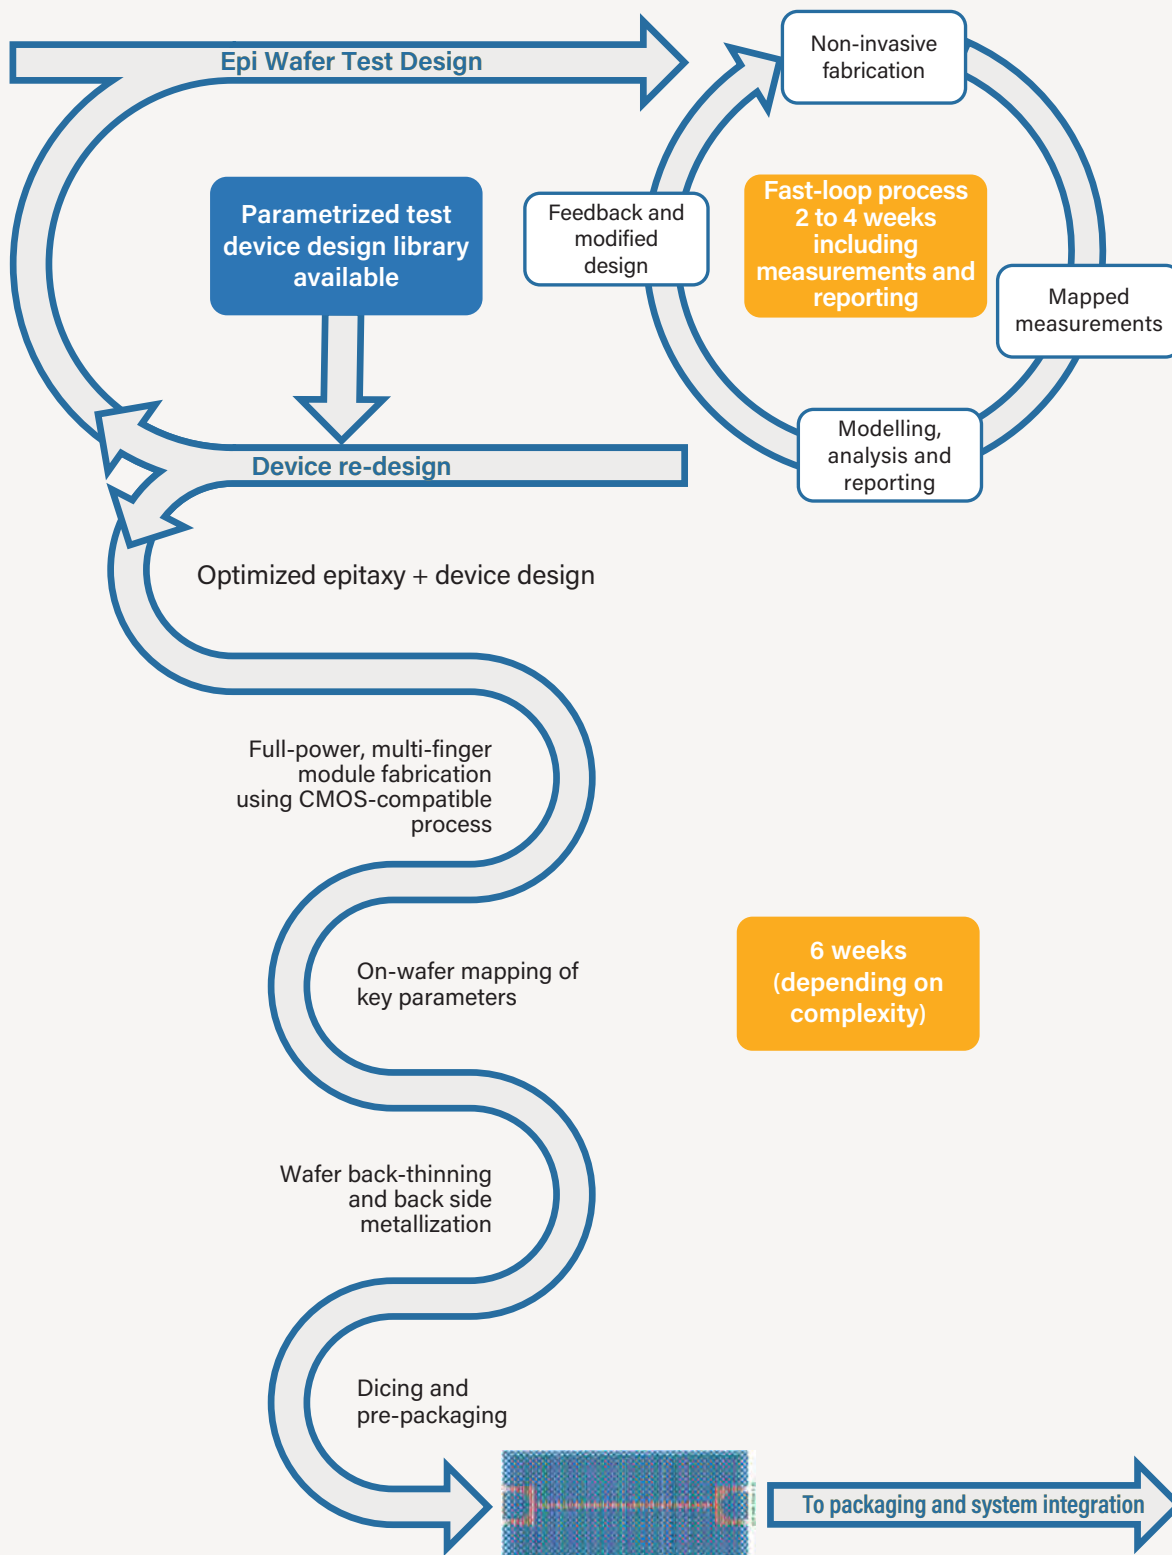 Epi Wafer Test Design
Non-invasive
fabrication
Parametrized test
device design library
available
Feedback and
modified
design
Fast-loop process
2 to 4 weeks
including
measurements and
reporting
Mapped
measurements
Modelling,
analysis and
reporting
Device re-design
Optimized epitaxy + device design
Full-power, multi-finger
module fabrication
using CMOS-compatible
process
On-wafer mapping of
key parameters
6 weeks
(depending on
complexity)
Wafer back-thinning
and back side
metallization
Dicing and
pre-packaging
To packaging and system integration